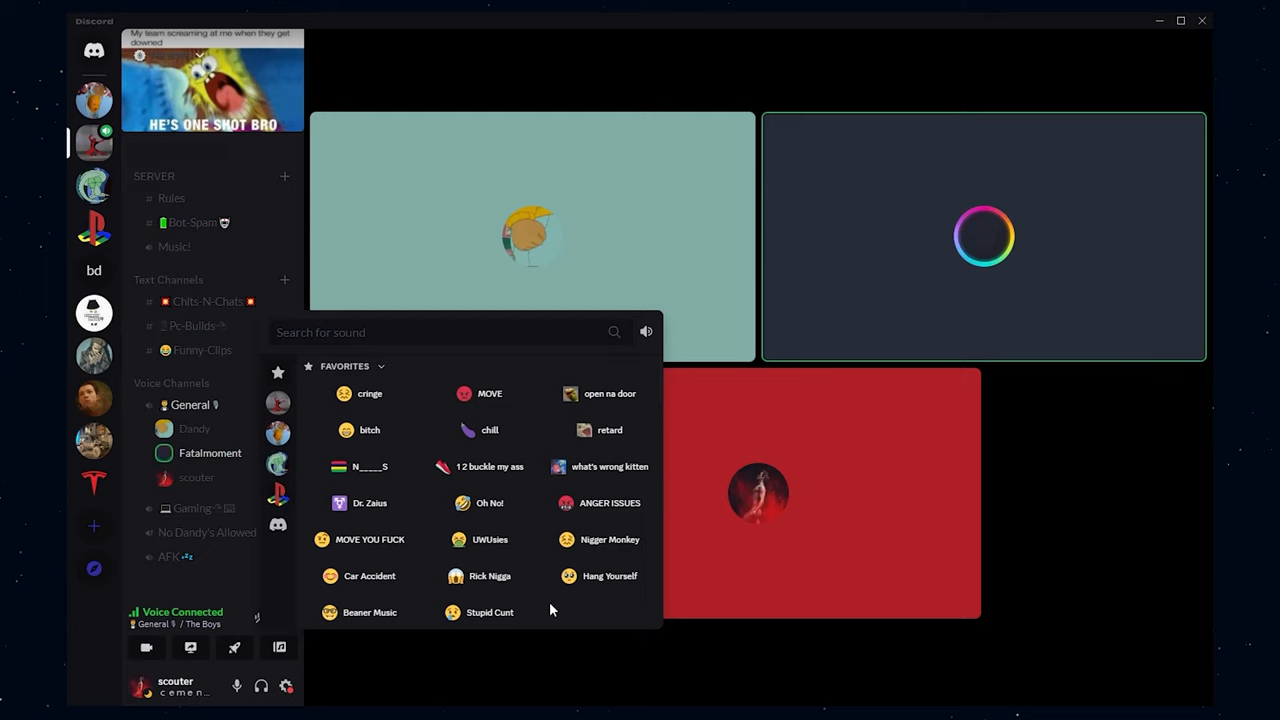 Discord
My team screaming at me when they get
downed
HE'S ONE SHOT BRO
SERVER
Rules
Bot-Spam
Music!
Text Channels
Chits-N-Chats
Pc-Builds
Funny-Clips
Voice Channels
General
Dandy
Fatalmoment
scouter
Gaming
No Dandy's Allowed
AFK
Voice Connected
General / The Boys
scouter
c e m e n ...
bd
Search for sound
FAVORITES
cringe
MOVE
open na door
bitch
chill
retard
N_____S
1 2 buckle my ass
what's wrong kitten
Dr. Zaius
Oh No!
ANGER ISSUES
MOVE YOU FUCK
UWUsies
Nigger Monkey
Car Accident
Rick Nigga
Hang Yourself
Beaner Music
Stupid Cunt